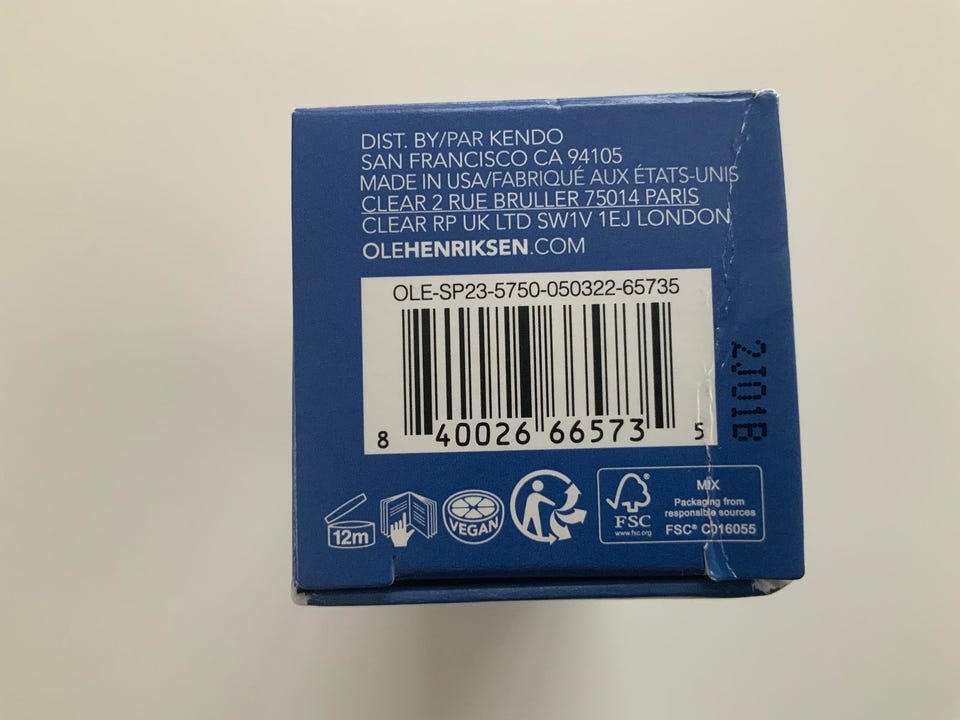 DIST. BY/PAR KENDO
SAN FRANCISCO CA 94105
MADE IN USA/FABRIQUÉ AUX ÉTATS-UNIS
CLEAR 2 RUE BRULLER 75014 PARIS
CLEAR RP UK LTD SW1V 1EJ LONDON
OLEHENRIKSEN.COM
OLE-SP23-5750-050322-65735
8 40026 66573 5
2J01B
12m
VEGAN
FSC
www.fsc.org
MIX
Packaging from
responsible sources
FSC® C016055